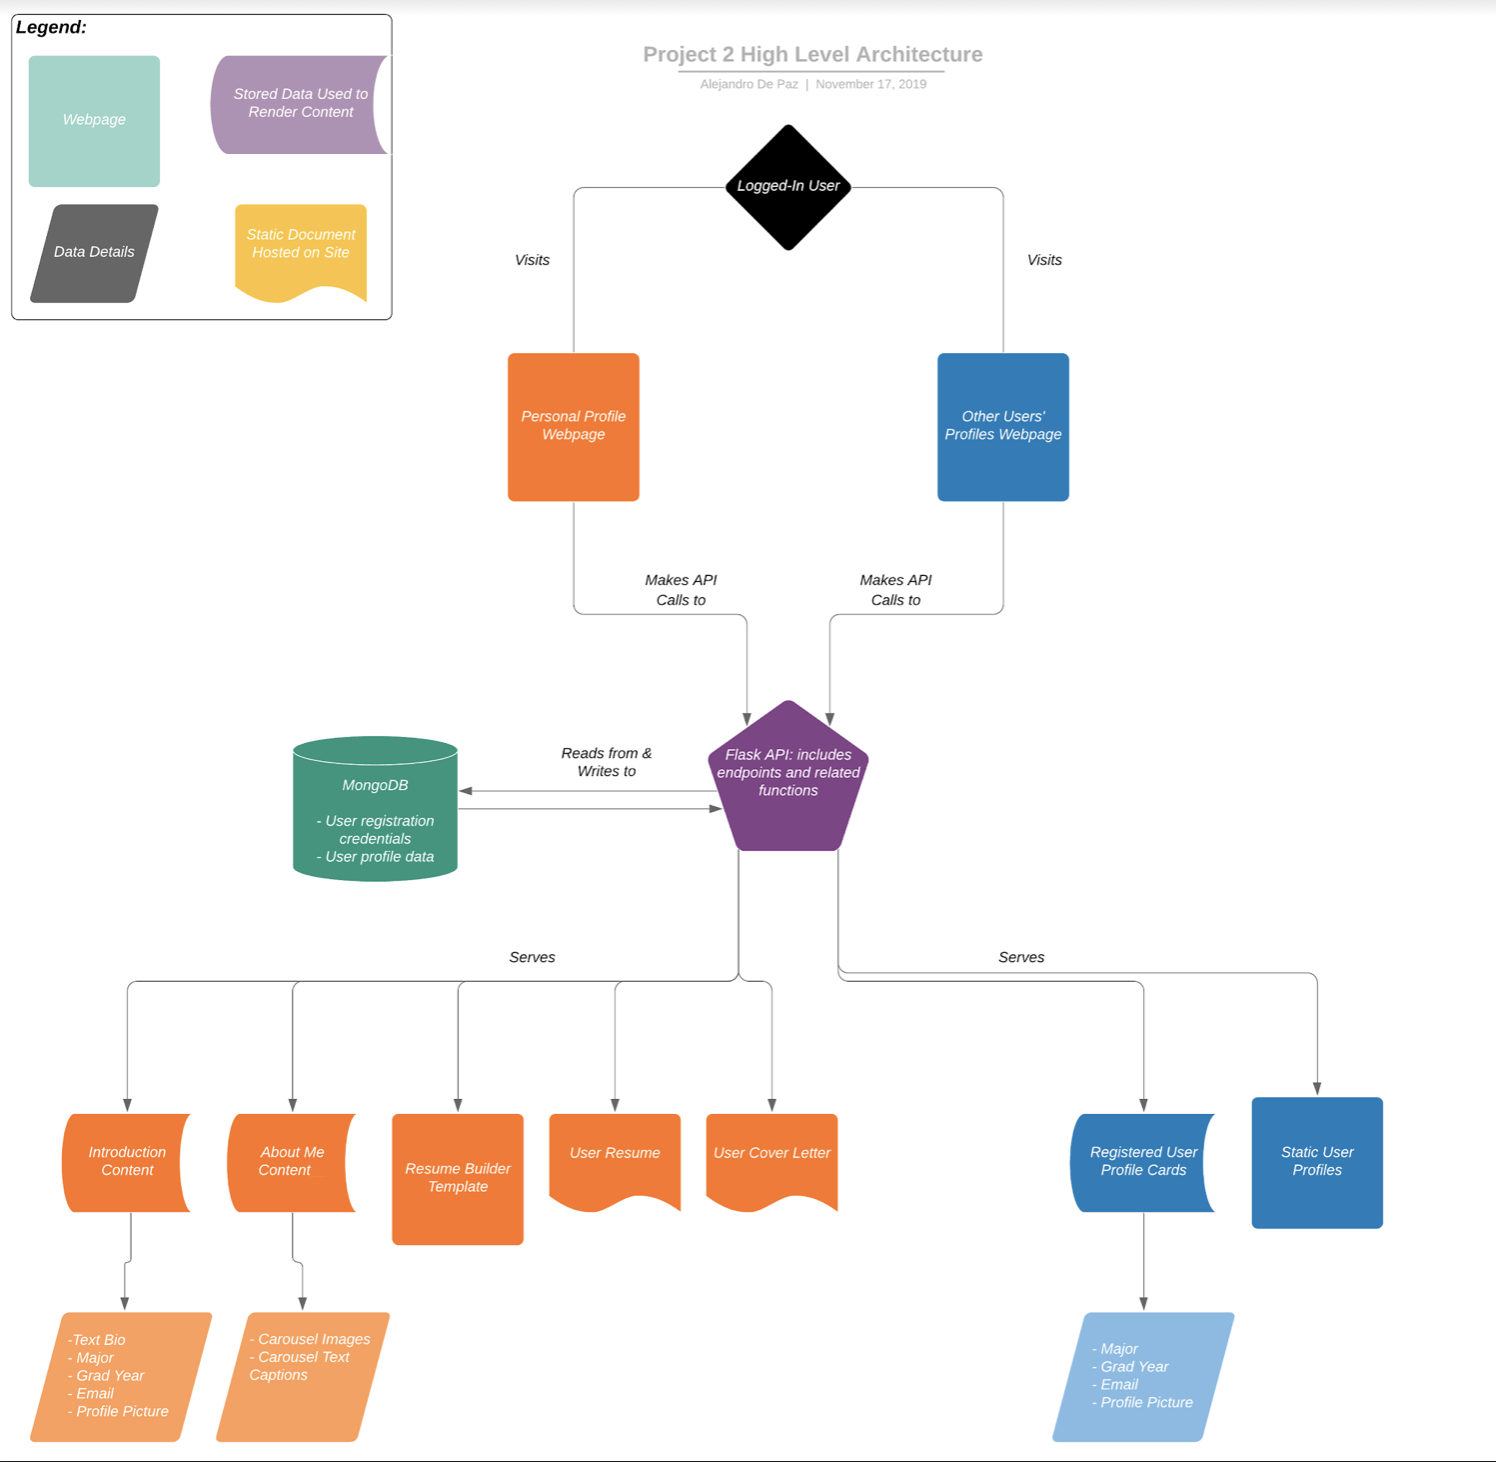 Legend:
Webpage
Stored Data Used to
Render Content
Data Details
Static Document
Hosted on Site
Project 2 High Level Architecture
Alejandro De Paz | November 17, 2019
Logged-In User
Visits
Visits
Personal Profile
Webpage
Other Users'
Profiles Webpage
Makes API
Calls to
Makes API
Calls to
Reads from &
Writes to
Flask API: includes
endpoints and related
functions
MongoDB
- User registration
credentials
- User profile data
Serves
Serves
Introduction
Content
About Me
Content
Resume Builder
Template
User Resume
User Cover Letter
Registered User
Profile Cards
Static User
Profiles
-Text Bio
- Major
- Grad Year
- Email
- Profile Picture
- Carousel Images
- Carousel Text
Captions
- Major
- Grad Year
- Email
- Profile Picture